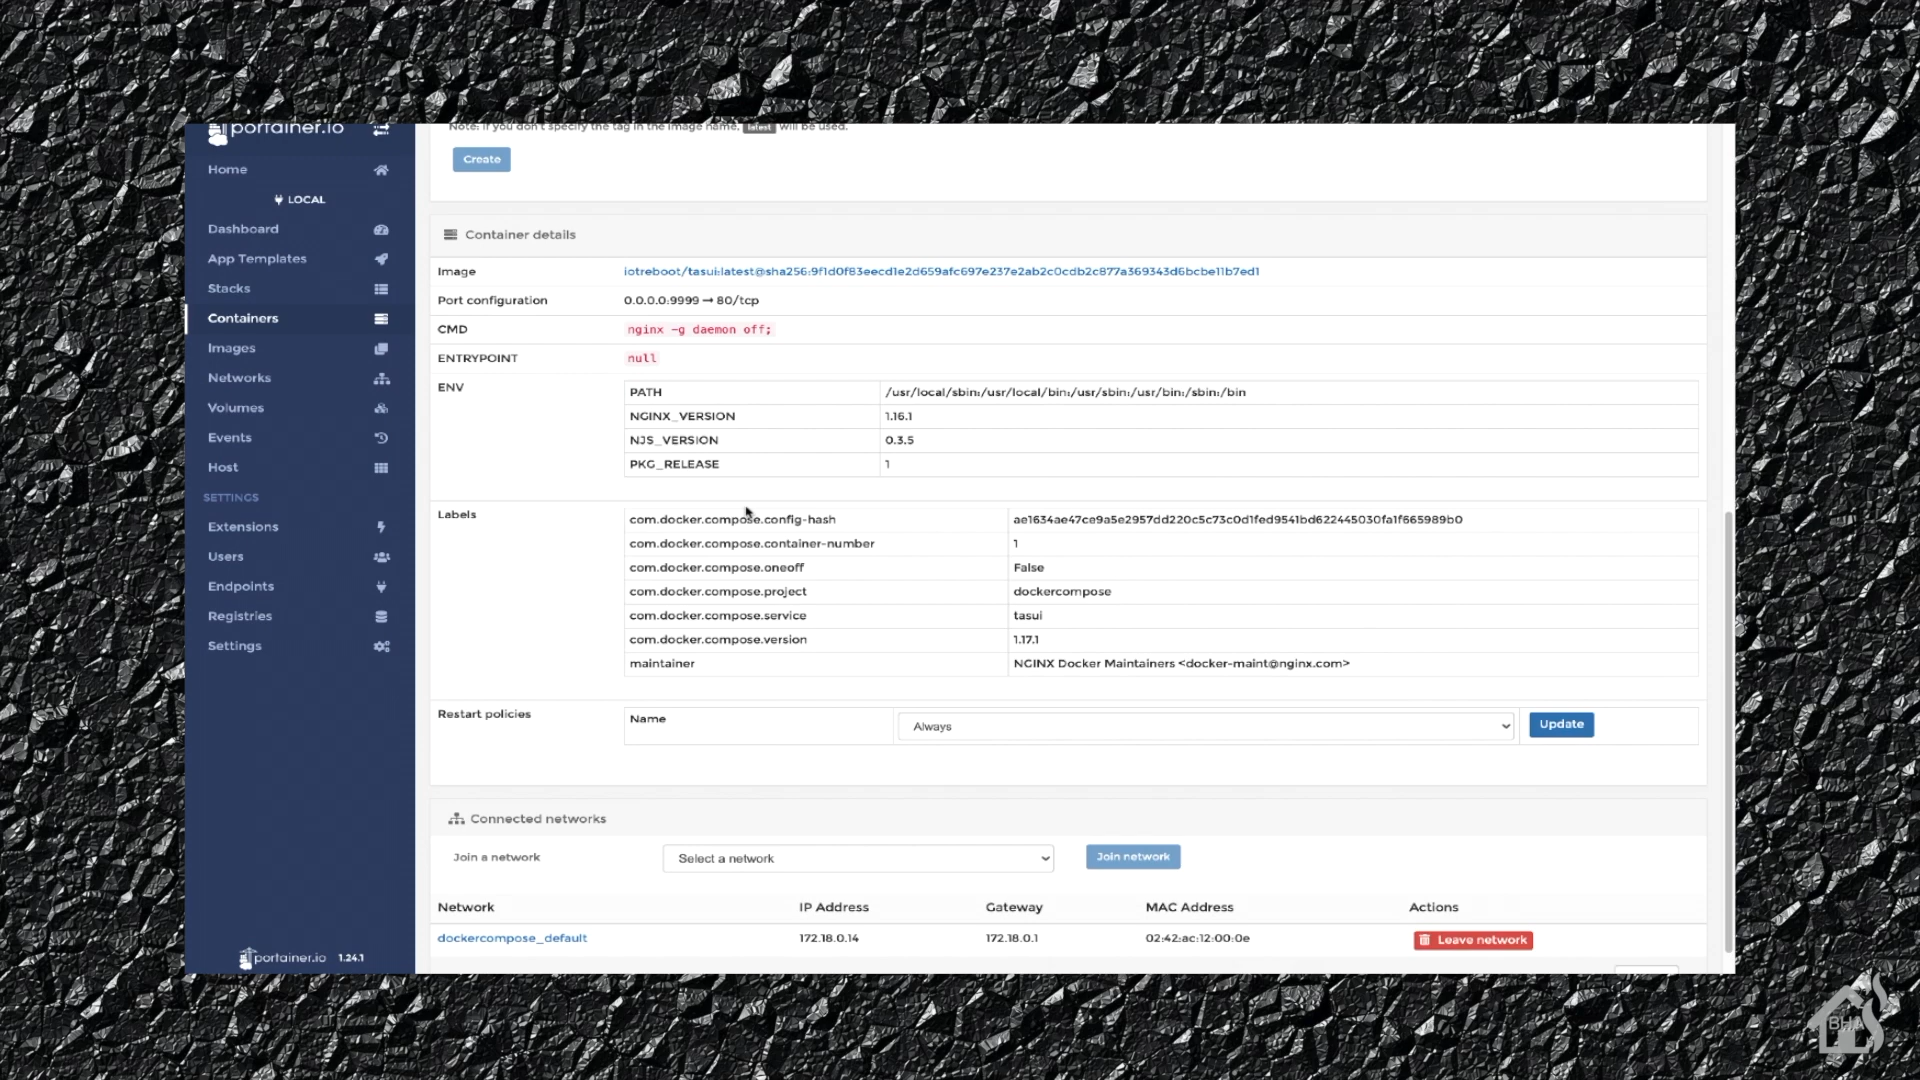 portainer.io
Note: if you don't specify the tag in the image name, latest will be used.
Create
Home
LOCAL
Dashboard
App Templates
Stacks
Containers
Images
Networks
Volumes
Events
Host
SETTINGS
Extensions
Users
Endpoints
Registries
Settings
portainer.io 1.24.1
Container details
Image iotreboot/tasui:latest@sha256:9f1d0f83eecd1e2d659afc697e237e2ab2c0cdb2c877a369343d6bcbe11b7ed1
Port configuration 0.0.0.0:9999 → 80/tcp
CMD nginx -g daemon off;
ENTRYPOINT null
ENV
PATH /usr/local/sbin:/usr/local/bin:/usr/sbin:/usr/bin:/sbin:/bin
NGINX_VERSION 1.16.1
NJS_VERSION 0.3.5
PKG_RELEASE 1
Labels
com.docker.compose.config-hash ae1634ae47ce9a5e2957dd220c5c73c0d1fed9541bd622445030fa1f665989b0
com.docker.compose.container-number 1
com.docker.compose.oneoff False
com.docker.compose.project dockercompose
com.docker.compose.service tasui
com.docker.compose.version 1.17.1
maintainer NGINX Docker Maintainers <docker-maint@nginx.com>
Restart policies Name Always Update
Connected networks
Join a network Select a network Join network
Network IP Address Gateway MAC Address Actions
dockercompose_default 172.18.0.14 172.18.0.1 02:42:ac:12:00:0e Leave network